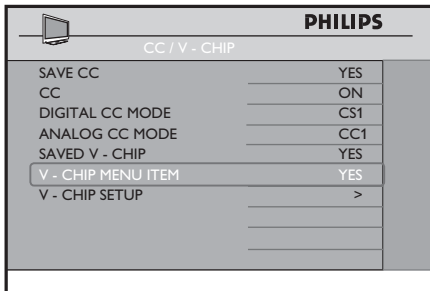 PHILIPS
CC / V - CHIP
SAVE CC YES
CC ON
DIGITAL CC MODE CS1
ANALOG CC MODE CC1
SAVED V - CHIP YES
V - CHIP MENU ITEM YES
V - CHIP SETUP >